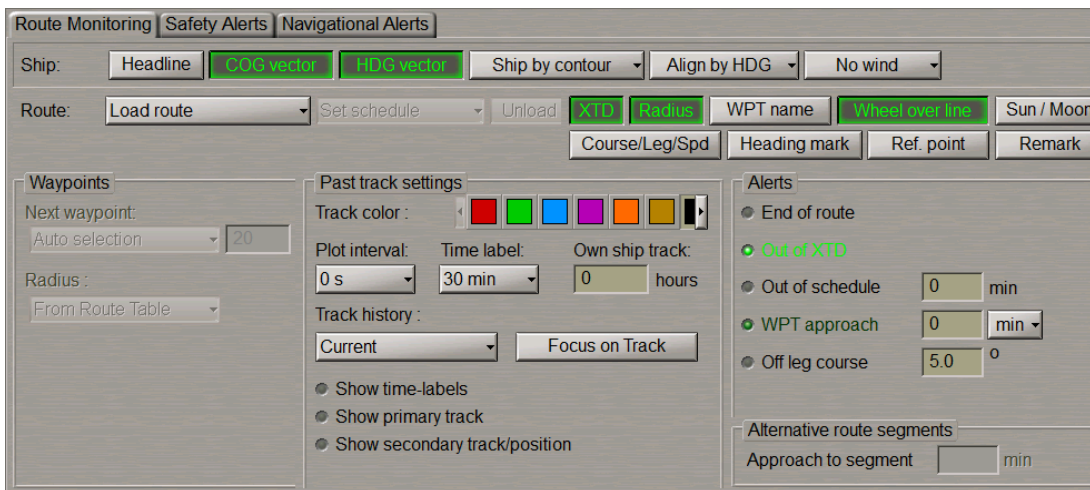 Route Monitoring Safety Alerts Navigational Alerts
Ship: Headline COG vector HDG vector Ship by contour Align by HDG No wind
Route: Load route Set schedule Unload XTD Radius WPT name Wheel over line Sun / Moon
Course/Leg/Spd Heading mark Ref. point Remark
Waypoints
Next waypoint:
Auto selection 20
Radius :
From Route Table
Past track settings
Track color :
Plot interval: Time label: Own ship track:
0 s 30 min 0 hours
Track history :
Current Focus on Track
Show time-labels
Show primary track
Show secondary track/position
Alerts
End of route
Out of XTD
Out of schedule 0 min
WPT approach 0 min
Off leg course 5.0 o
Alternative route segments
Approach to segment min